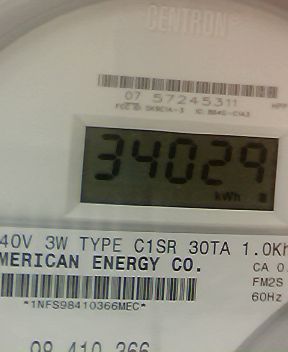 CENTRON®
07 57245311
34029
kWh
40V 3W TYPE C1SR 30TA 1.0Kh
MERICAN ENERGY CO.
CA 0.
FM2S
60Hz
*1NFS98410366MEC*
98 410 366